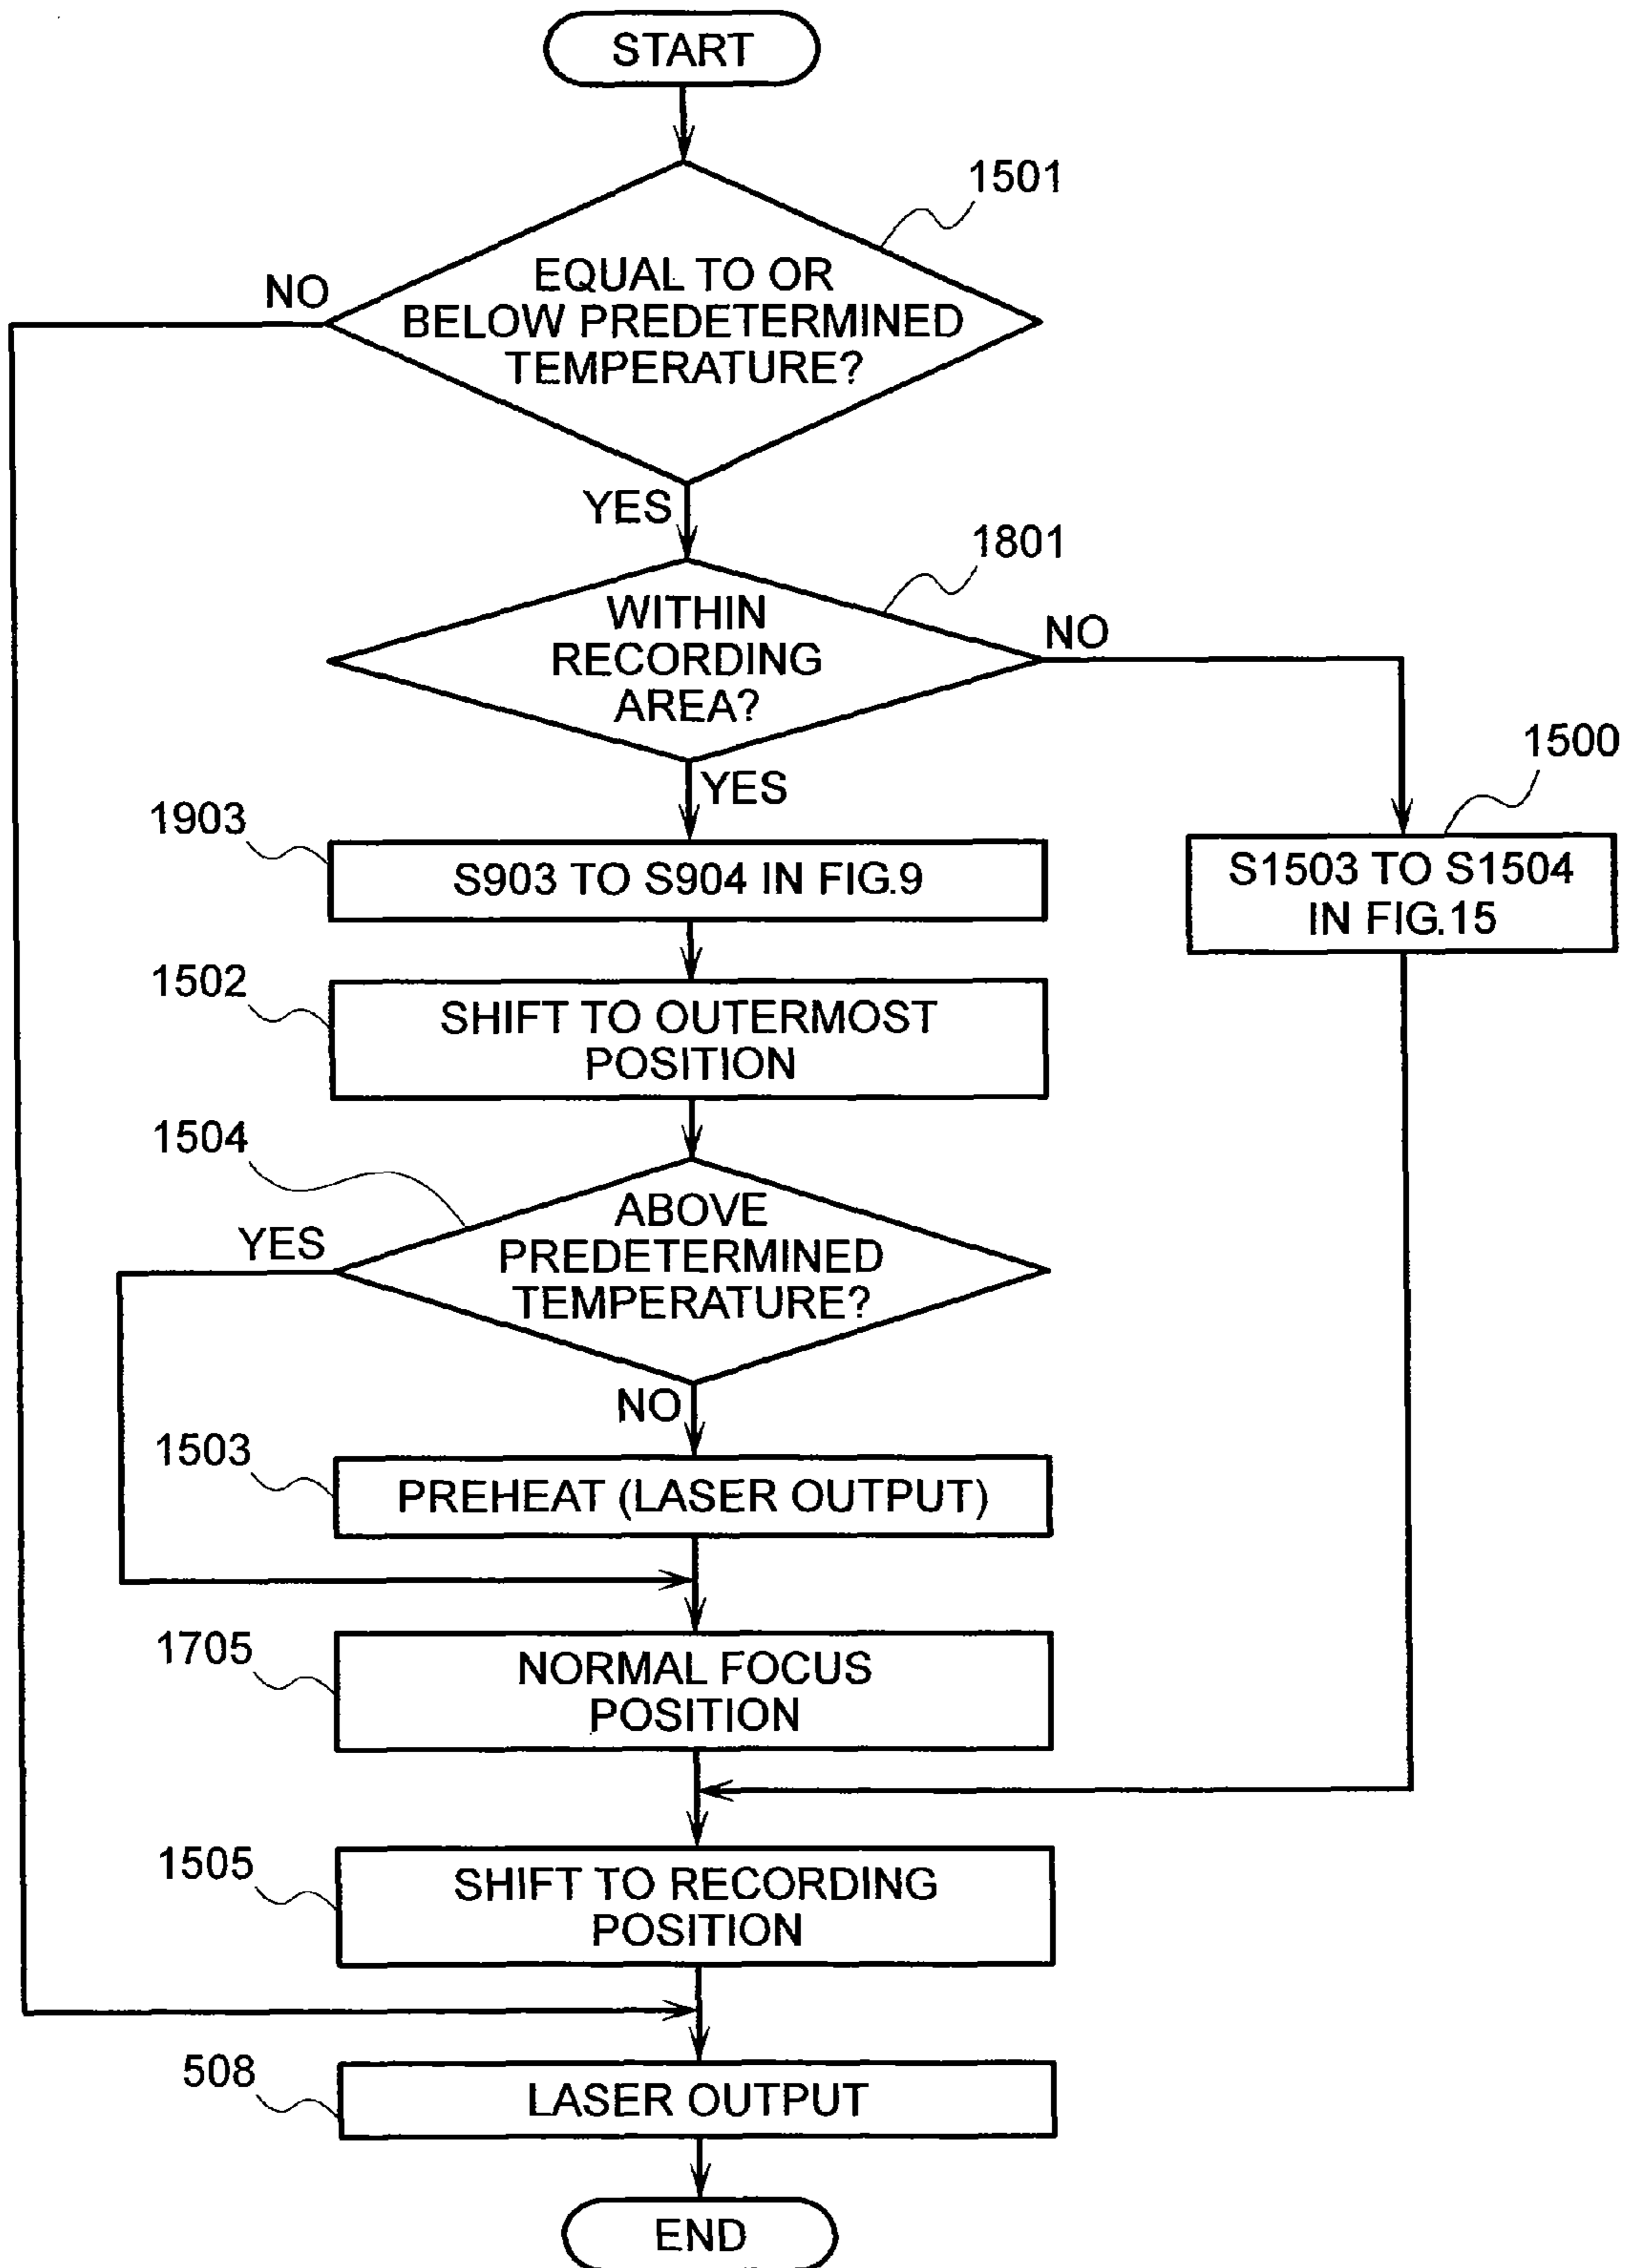 START
1501
EQUAL TO OR
BELOW PREDETERMINED
TEMPERATURE?
NO
YES
1801
WITHIN
RECORDING
AREA?
NO
YES
1500
S1503 TO S1504
IN FIG.15
1903
S903 TO S904 IN FIG.9
1502
SHIFT TO OUTERMOST
POSITION
1504
ABOVE
PREDETERMINED
TEMPERATURE?
YES
NO
1503
PREHEAT (LASER OUTPUT)
1705
NORMAL FOCUS
POSITION
1505
SHIFT TO RECORDING
POSITION
508
LASER OUTPUT
END